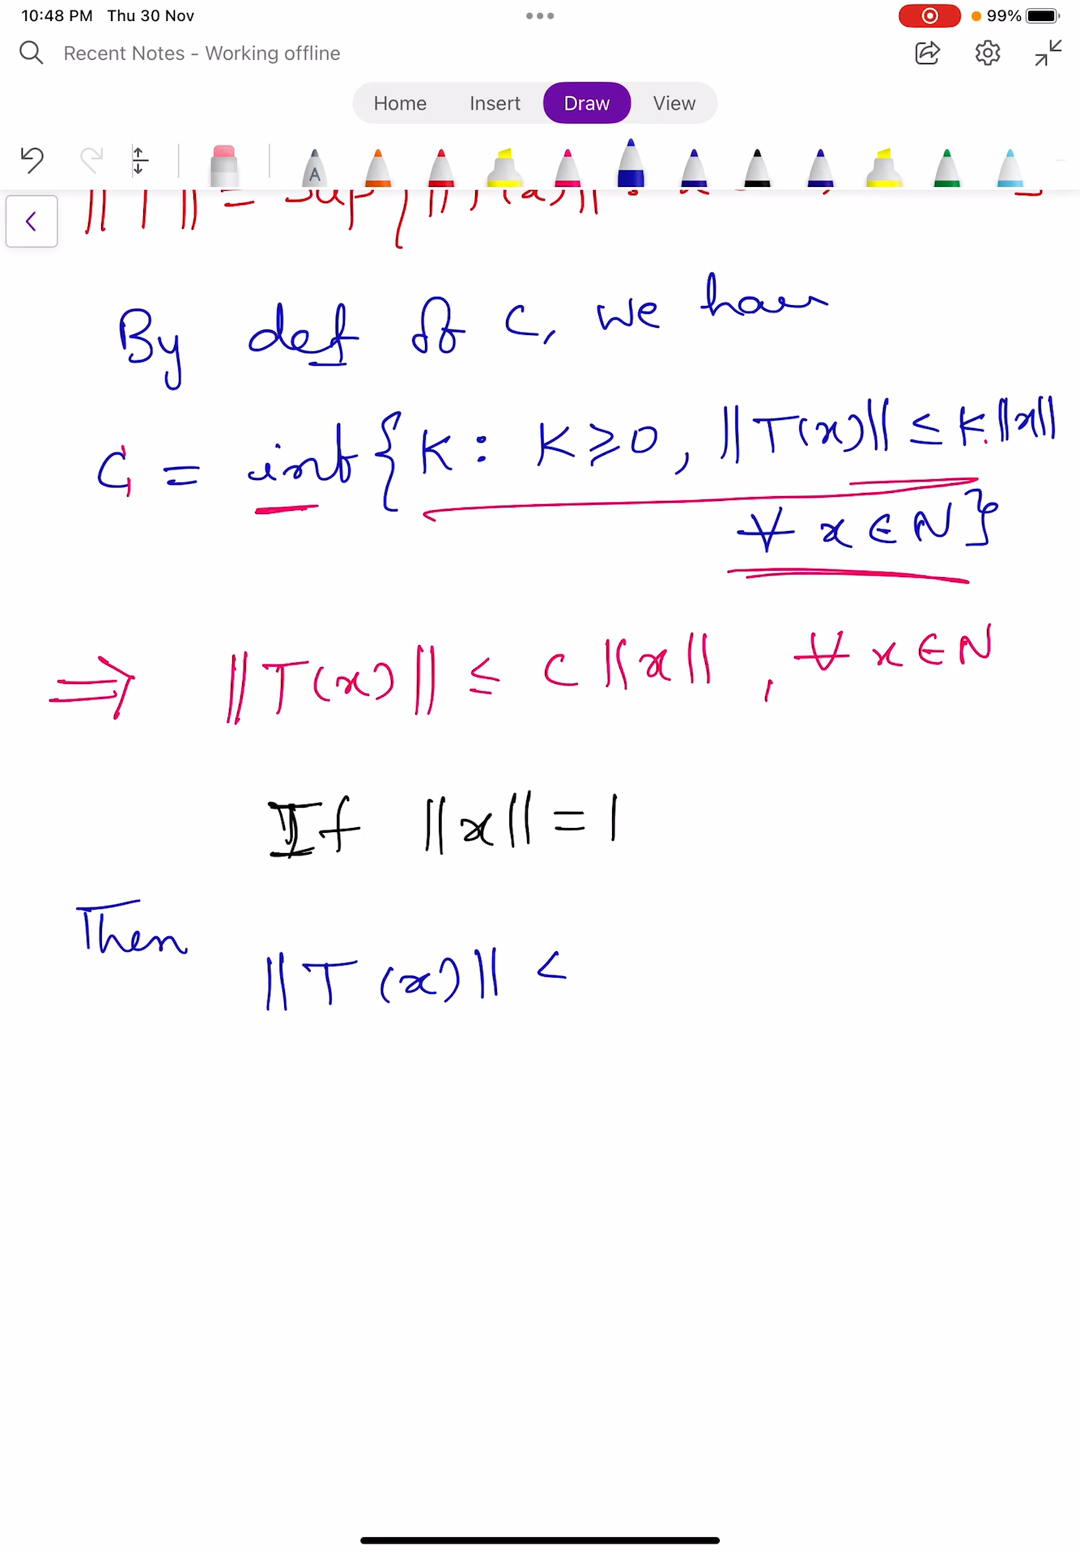 10:48 PM Thu 30 Nov
99%
Recent Notes - Working offline
Home Insert Draw View
A
||T|| = Sup{||T(x)|| :
By def of C, we have
C = inf{K : K ≥ 0, ||T(x)|| ≤ K.||x||
∀ x ∈ N}
⇒ ||T(x)|| ≤ C ||x|| , ∀ x ∈ N
If ||x|| = 1
Then
||T(x)|| <